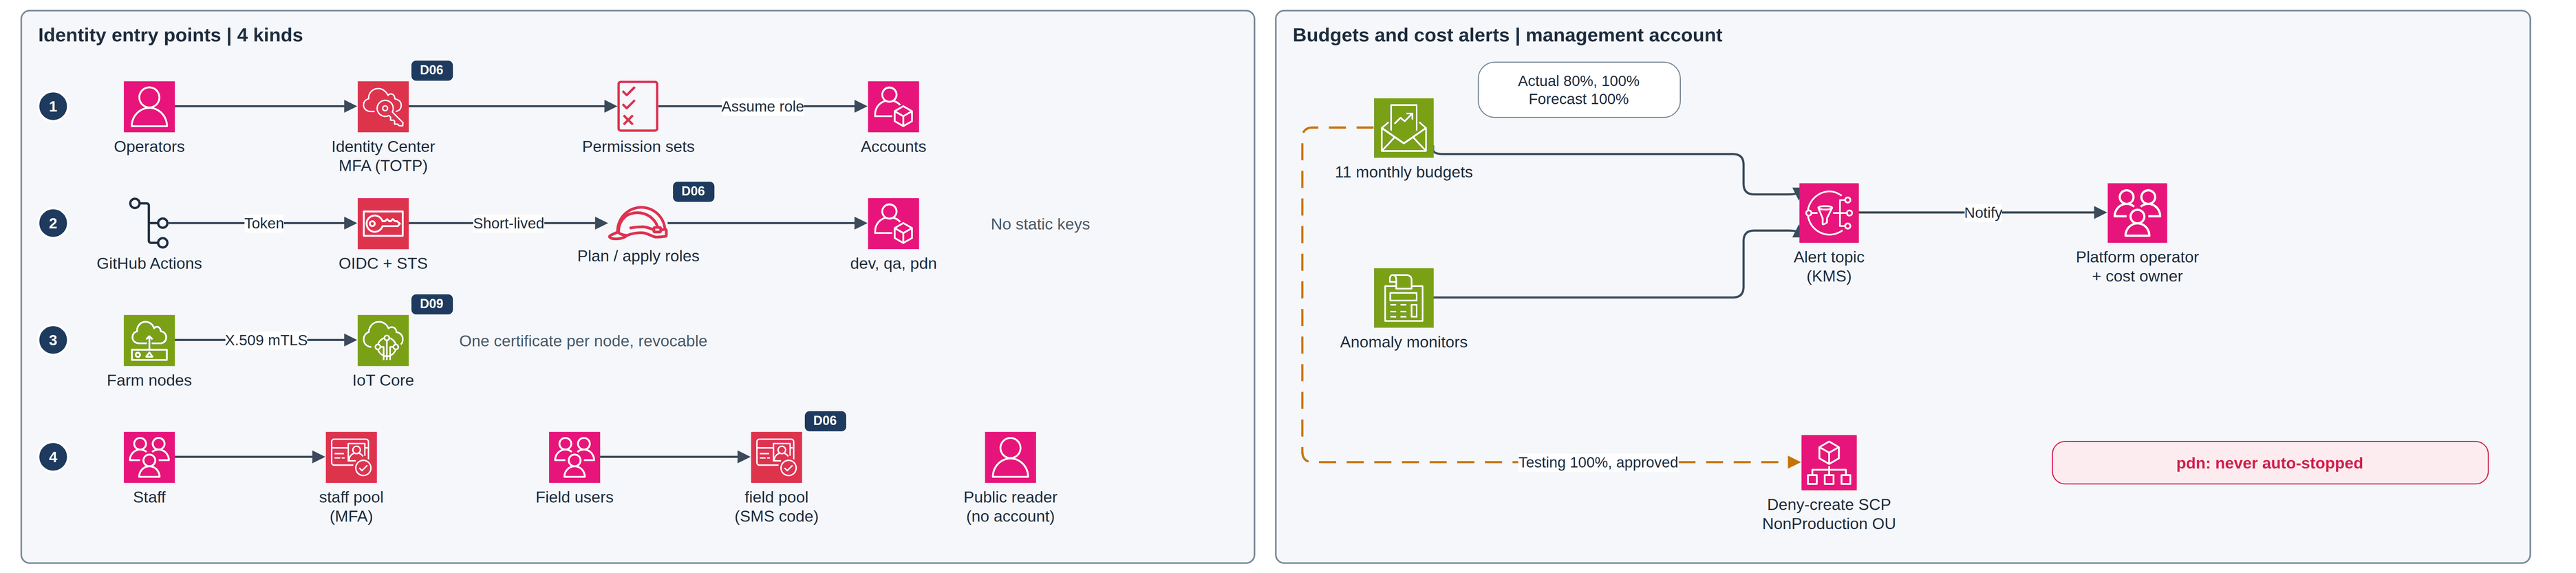 Identity entry points | 4 kinds
1
D06
Operators
Identity Center
MFA (TOTP)
Permission sets
Assume role
Accounts
2
D06
GitHub Actions
Token
OIDC + STS
Short-lived
Plan / apply roles
dev, qa, pdn
No static keys
3
D09
Farm nodes
X.509 mTLS
IoT Core
One certificate per node, revocable
4
D06
Staff
staff pool
(MFA)
Field users
field pool
(SMS code)
Public reader
(no account)
Budgets and cost alerts | management account
Actual 80%, 100%
Forecast 100%
11 monthly budgets
Anomaly monitors
Alert topic
(KMS)
Notify
Platform operator
+ cost owner
Testing 100%, approved
Deny-create SCP
NonProduction OU
pdn: never auto-stopped